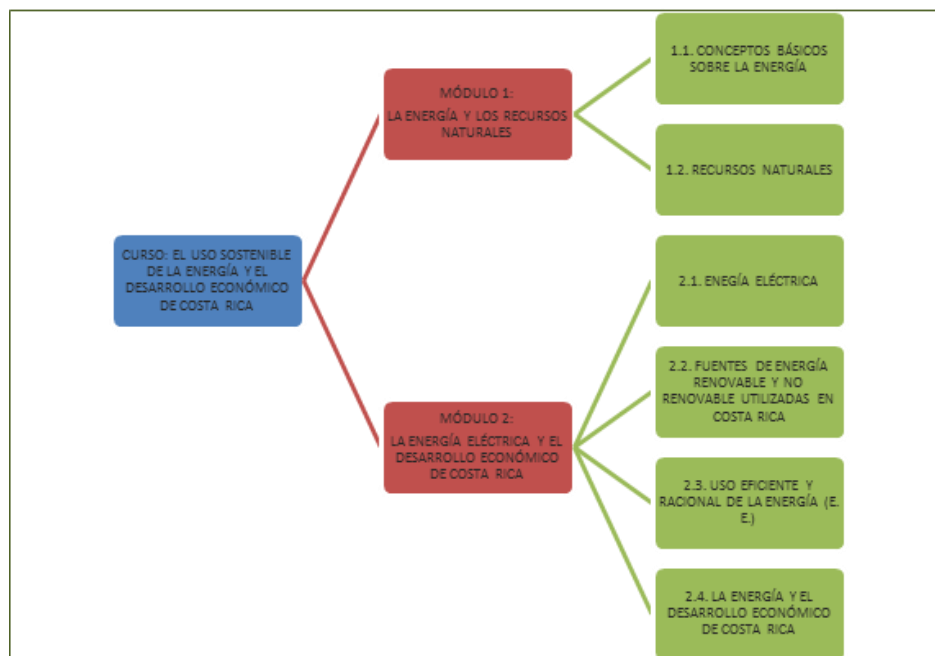 CURSO: EL USO SOSTENIBLE
DE LA ENERGÍA Y EL
DESARROLLO ECONÓMICO
DE COSTA RICA
MÓDULO 1:
LA ENERGÍA Y LOS RECURSOS
NATURALES
1.1. CONCEPTOS BÁSICOS
SOBRE LA ENERGÍA
1.2. RECURSOS NATURALES
MÓDULO 2:
LA ENERGÍA ELÉCTRICA Y EL
DESARROLLO ECONÓMICO
DE COSTA RICA
2.1. ENEGÍA ELÉCTRICA
2.2. FUENTES DE ENERGÍA
RENOVABLE Y NO
RENOVABLE UTILIZADAS EN
COSTA RICA
2.3. USO EFICIENTE Y
RACIONAL DE LA ENERGÍA (E.
E.)
2.4. LA ENERGÍA Y EL
DESARROLLO ECONÓMICO
DE COSTA RICA